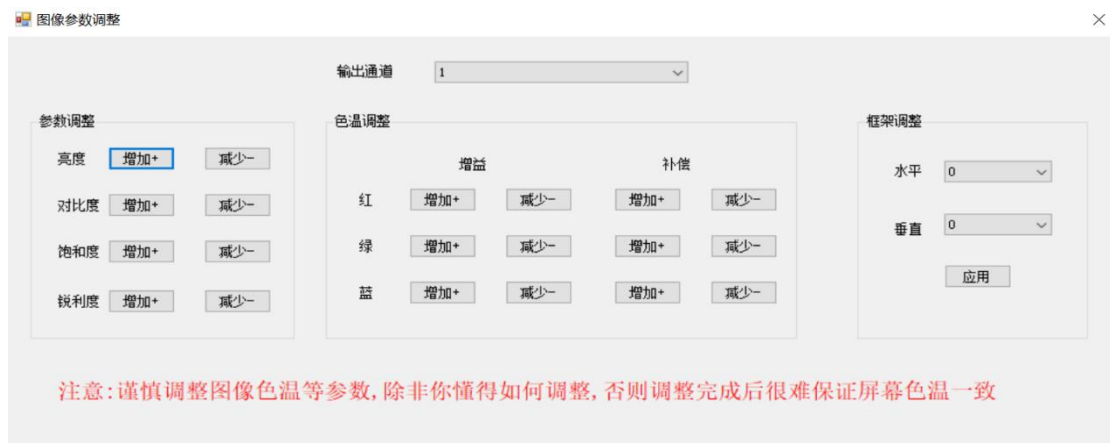 图像参数调整
输出通道 1
参数调整
亮度 增加+ 减少-
对比度 增加+ 减少-
饱和度 增加+ 减少-
锐利度 增加+ 减少-
色温调整
增益 补偿
红 增加+ 减少- 增加+ 减少-
绿 增加+ 减少- 增加+ 减少-
蓝 增加+ 减少- 增加+ 减少-
框架调整
水平 0
垂直 0
应用
注意:谨慎调整图像色温等参数,除非你懂得如何调整,否则调整完成后很难保证屏幕色温一致